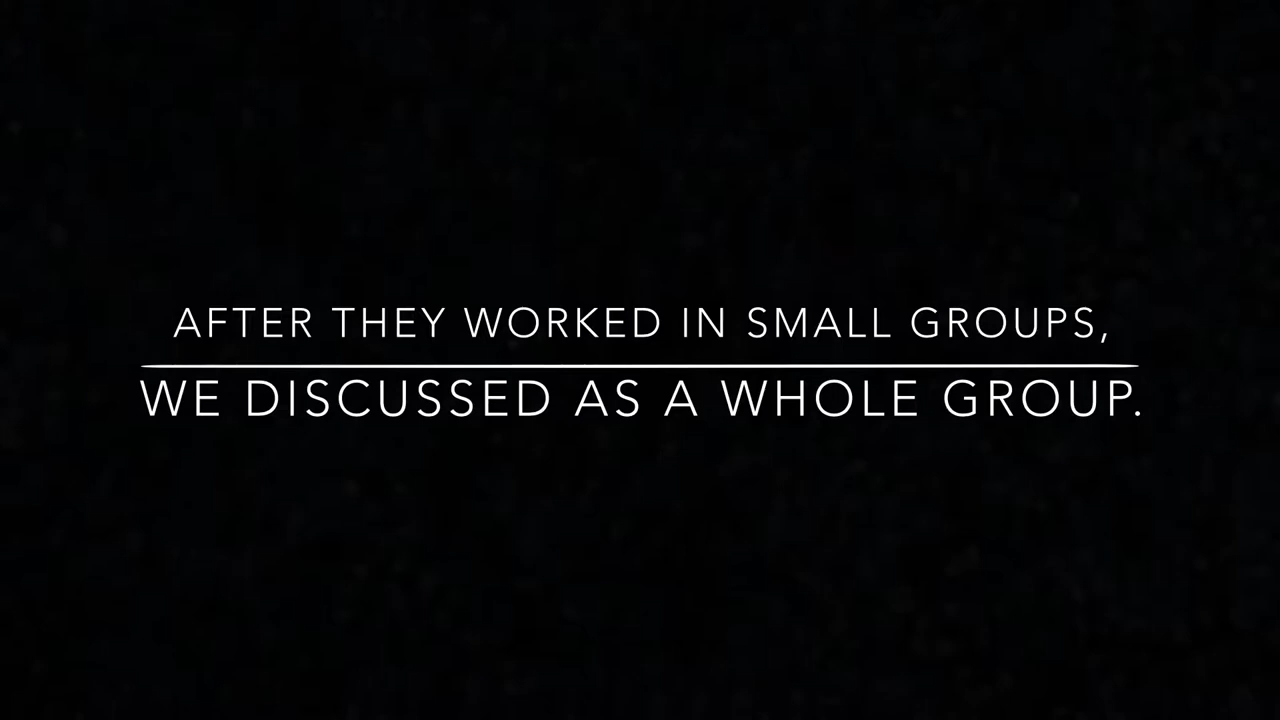 AFTER THEY WORKED IN SMALL GROUPS,
WE DISCUSSED AS A WHOLE GROUP.